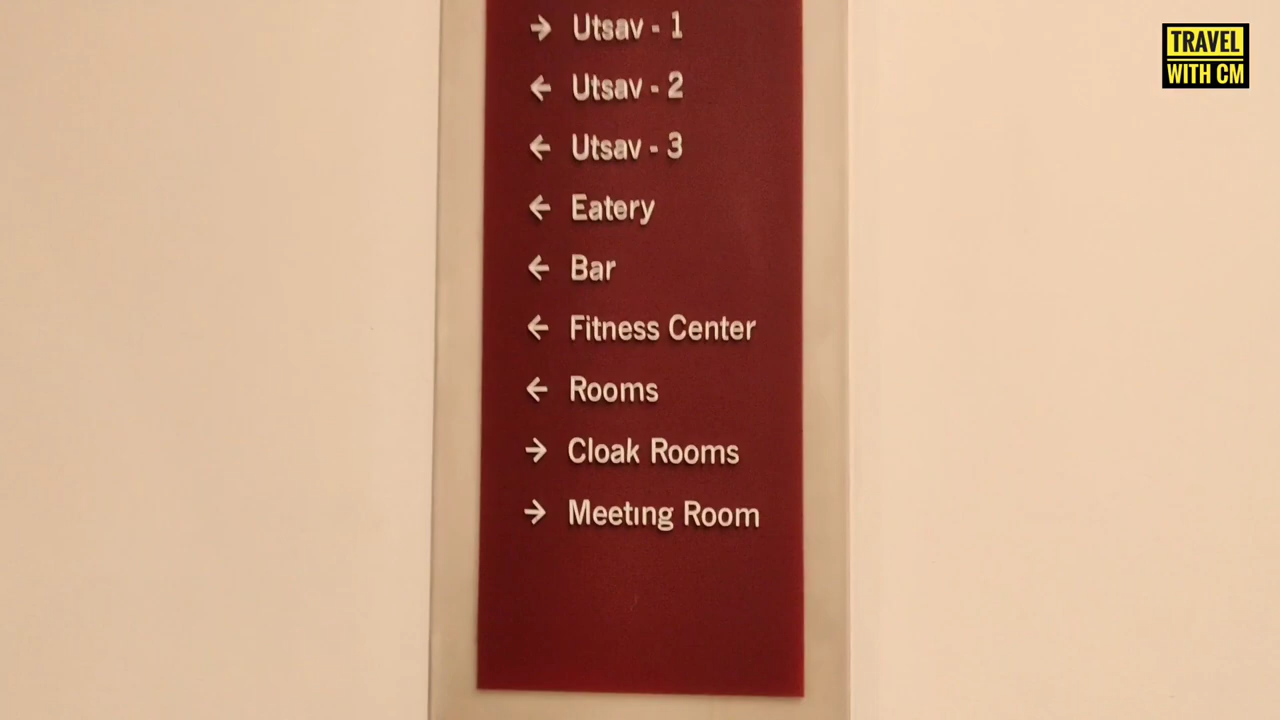 → Utsav - 1
← Utsav - 2
← Utsav - 3
← Eatery
← Bar
← Fitness Center
← Rooms
→ Cloak Rooms
→ Meeting Room
TRAVEL
WITH CM